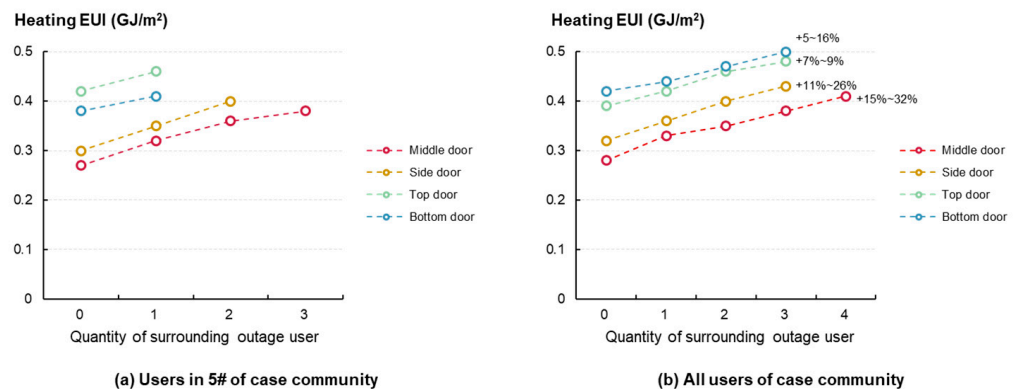 Heating EUI (GJ/m²)
0.5
0.4
0.3
0.2
0.1
0
0 1 2 3
Quantity of surrounding outage user
Middle door
Side door
Top door
Bottom door
(a) Users in 5# of case community
Heating EUI (GJ/m²)
0.5
0.4
0.3
0.2
0.1
0
0 1 2 3 4
Quantity of surrounding outage user
+5~16%
+7%~9%
+11%~26%
+15%~32%
Middle door
Side door
Top door
Bottom door
(b) All users of case community